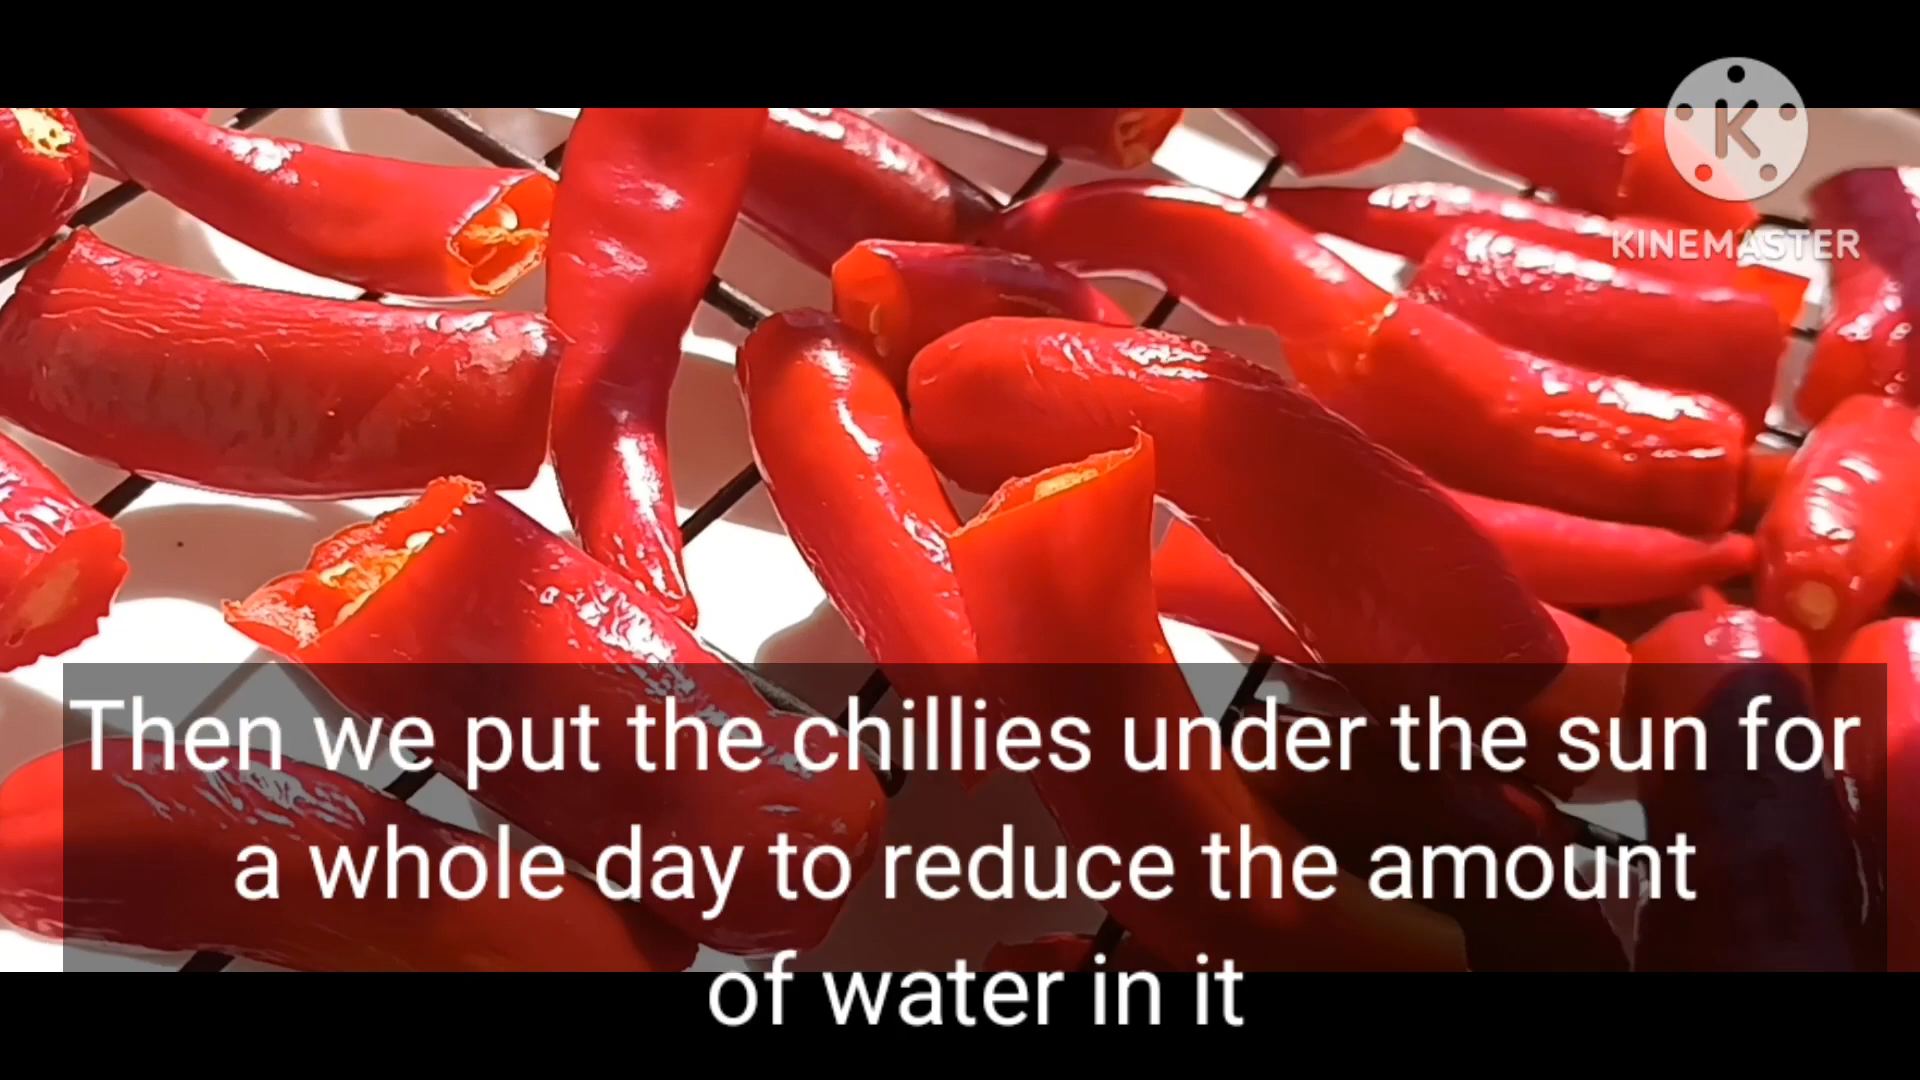 K
KINEMASTER
Then we put the chillies under the sun for
a whole day to reduce the amount
of water in it